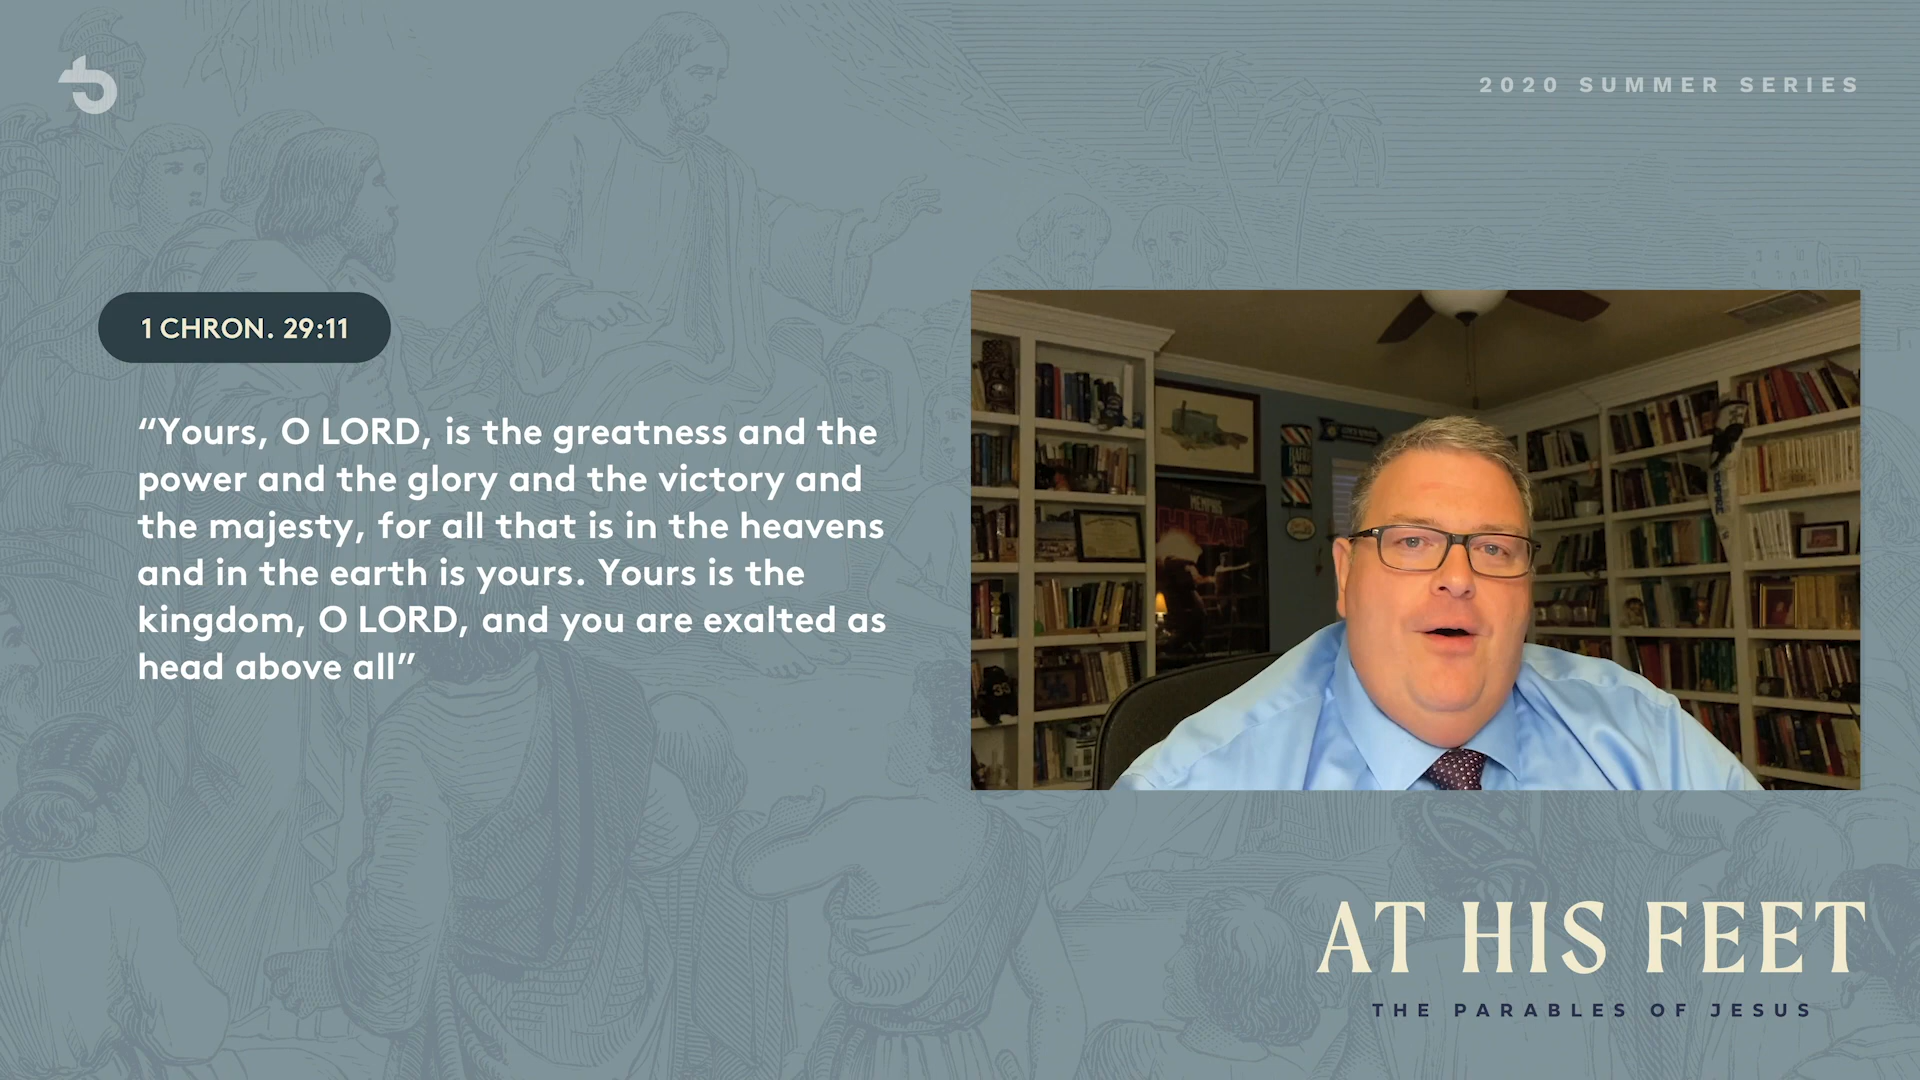 2020 SUMMER SERIES
1 CHRON. 29:11
“Yours, O LORD, is the greatness and the
power and the glory and the victory and
the majesty, for all that is in the heavens
and in the earth is yours. Yours is the
kingdom, O LORD, and you are exalted as
head above all”
MEMPHIS
HEAT
33
AT HIS FEET
THE PARABLES OF JESUS